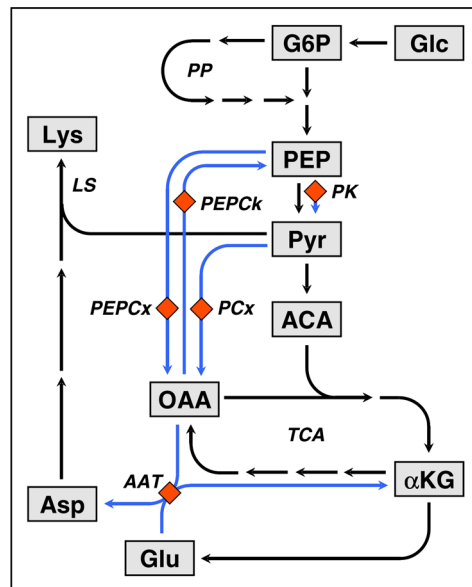 G6P
Glc
PP
Lys
PEP
LS
PEPCk
PK
Pyr
PEPCx
PCx
ACA
OAA
TCA
AAT
αKG
Asp
Glu